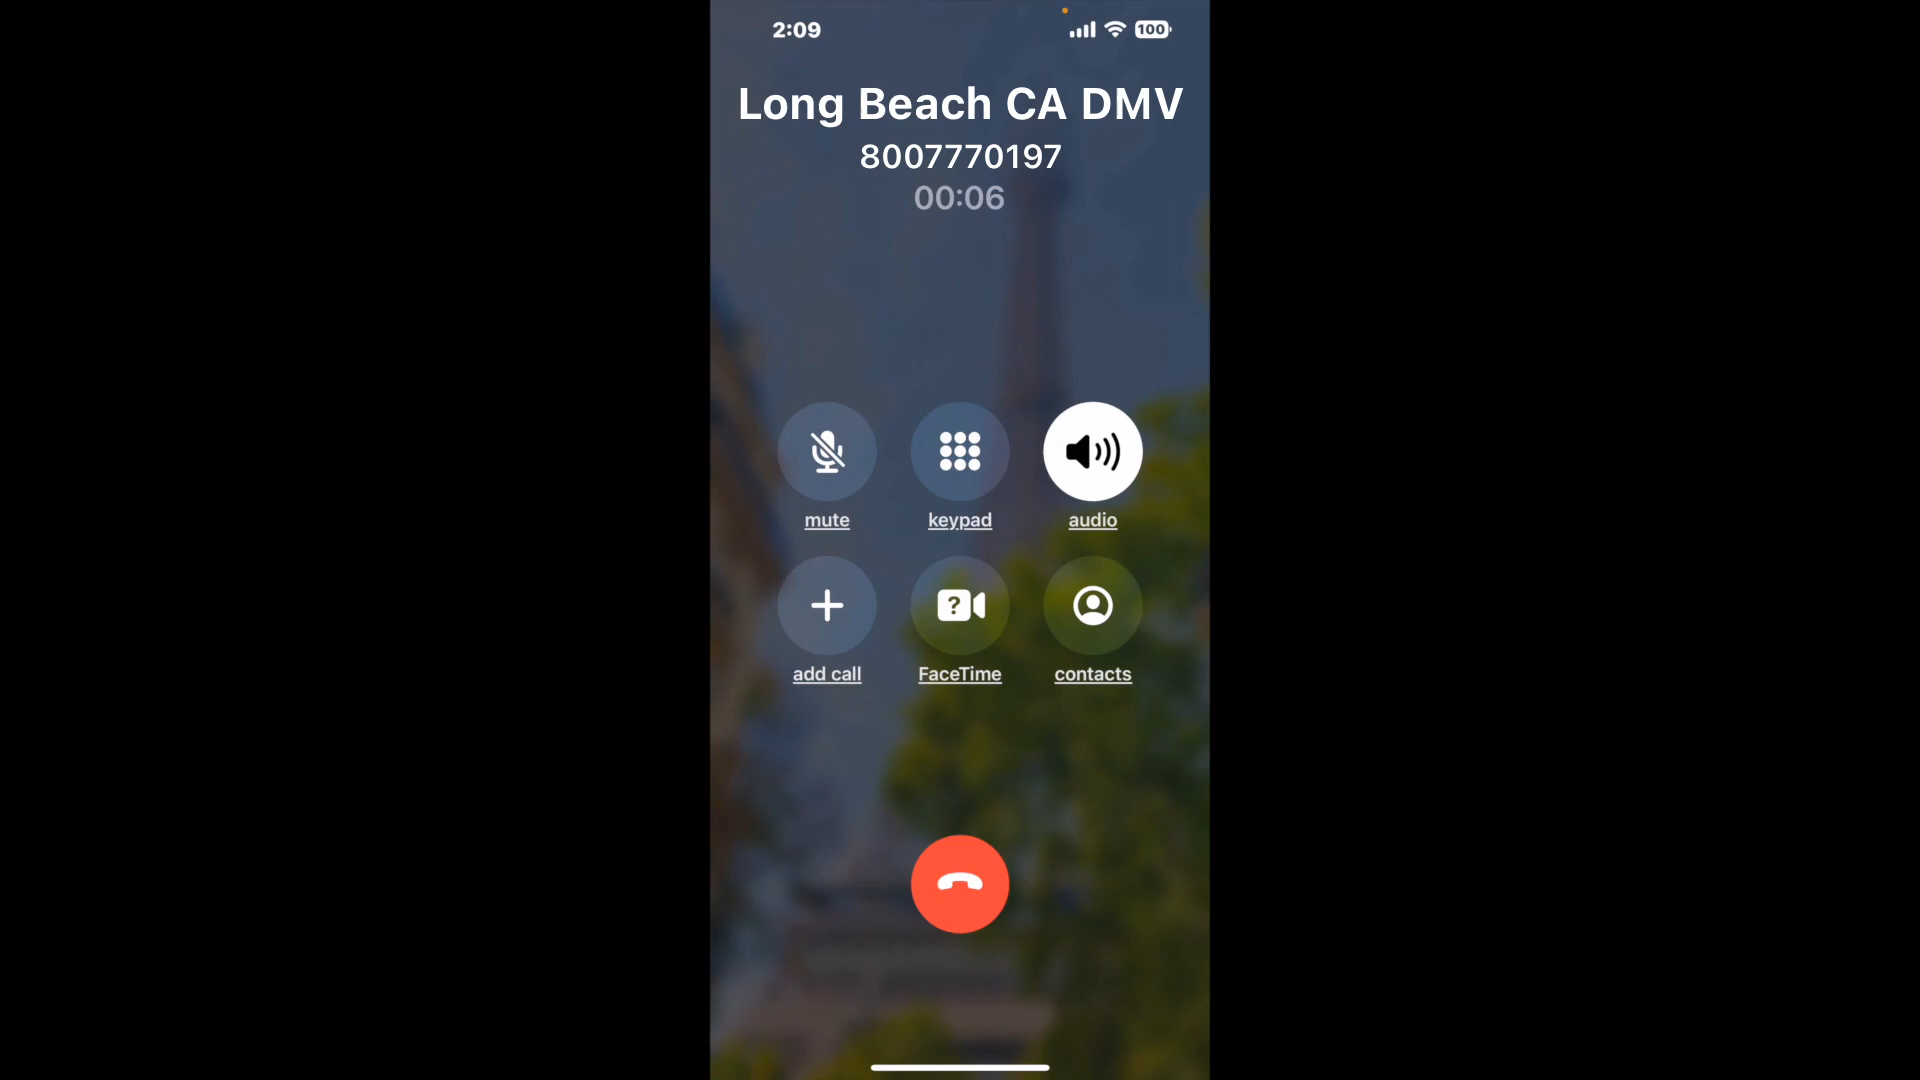 2:09
100
Long Beach CA DMV
8007770197
00:06
mute
keypad
audio
?
add call
FaceTime
contacts